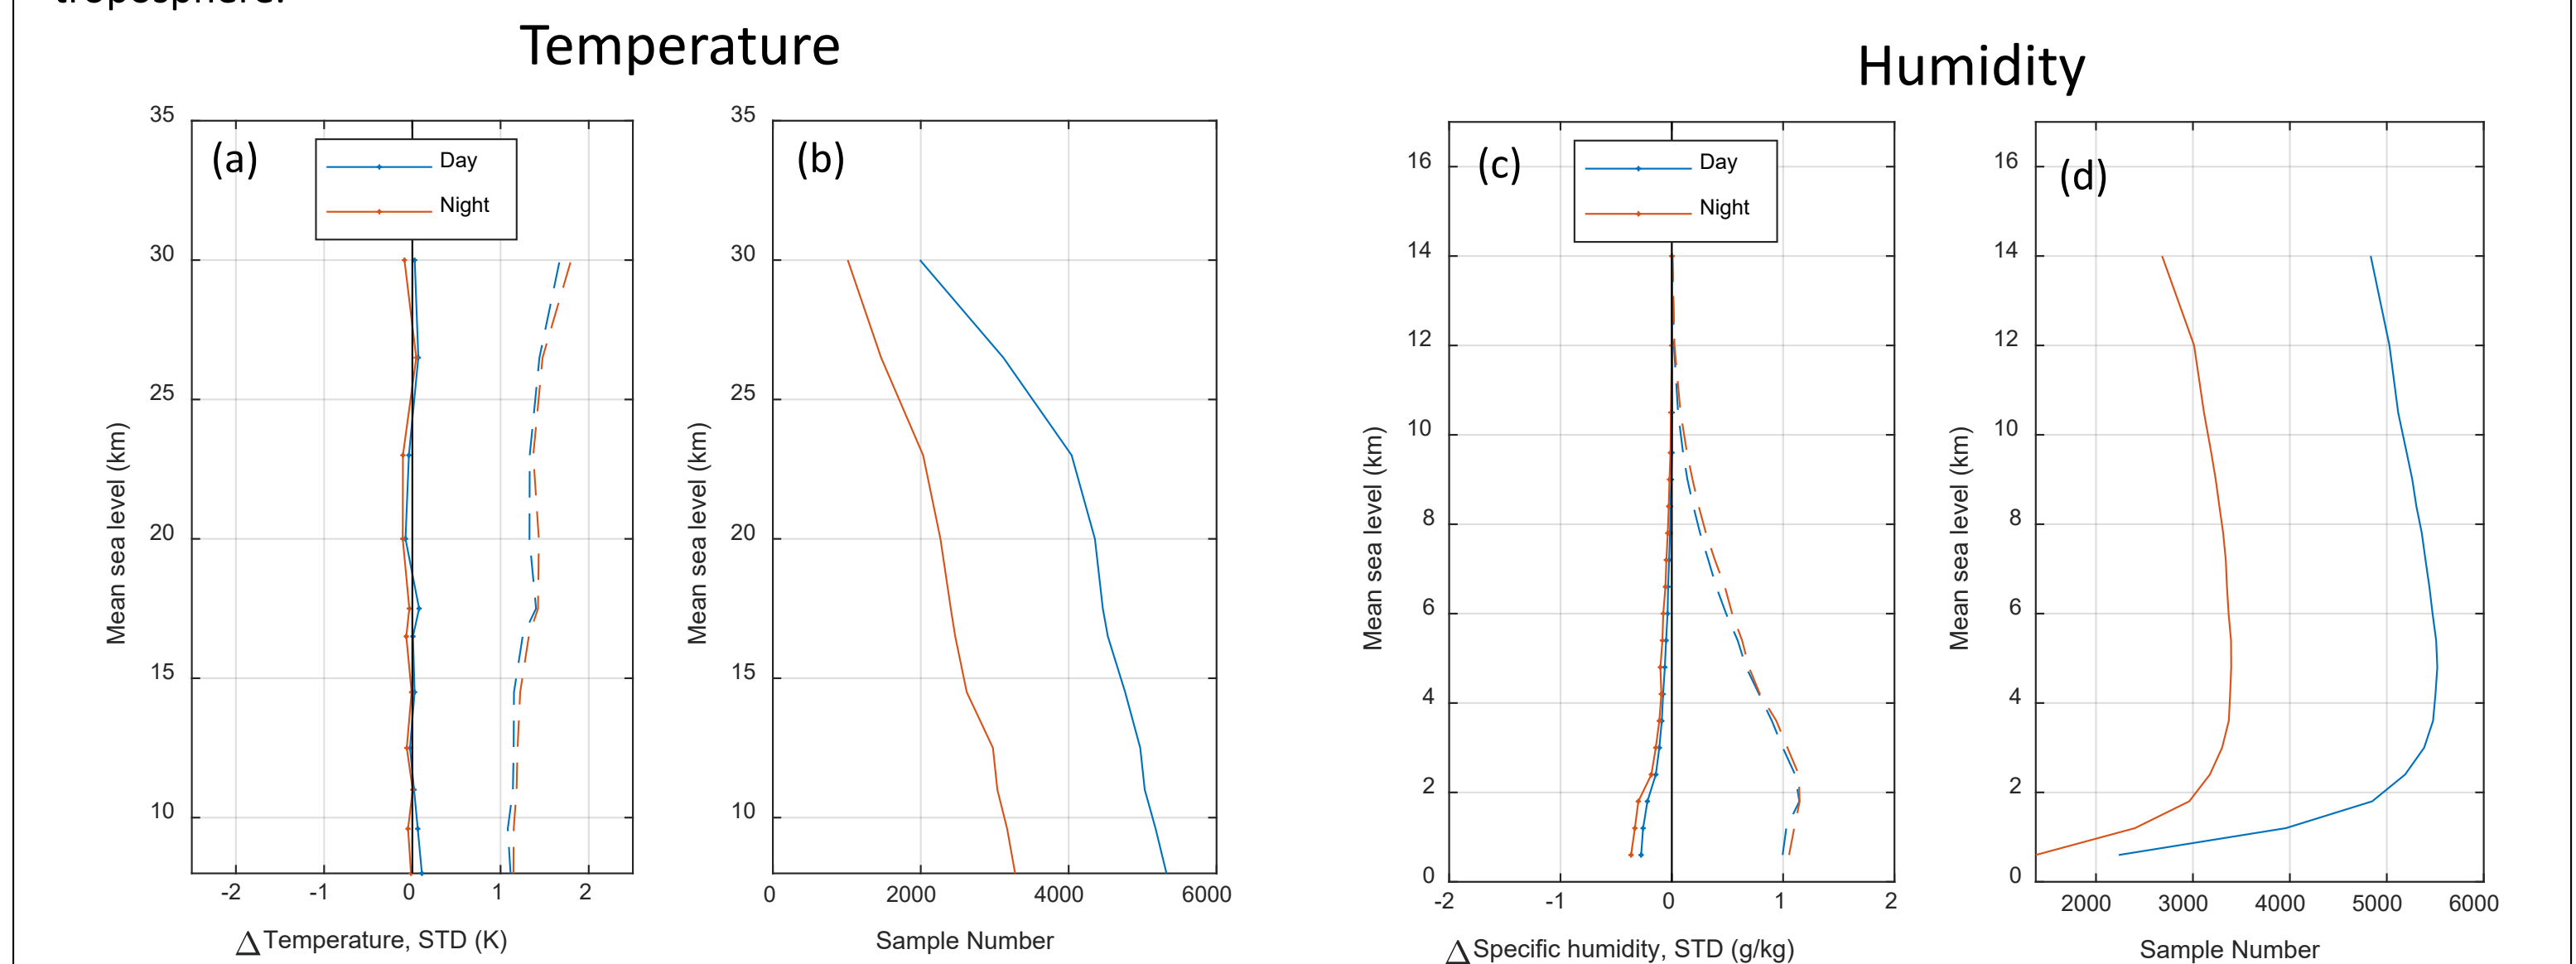 troposphere.
Temperature
Humidity
(a)
Day
Night
35
30
25
20
15
10
-2 -1 0 1 2
Mean sea level (km)
Δ Temperature, STD (K)
(b)
35
30
25
20
15
10
0 2000 4000 6000
Mean sea level (km)
Sample Number
(c)
Day
Night
16
14
12
10
8
6
4
2
0
-2 -1 0 1 2
Mean sea level (km)
Δ Specific humidity, STD (g/kg)
(d)
16
14
12
10
8
6
4
2
0
2000 3000 4000 5000 6000
Mean sea level (km)
Sample Number